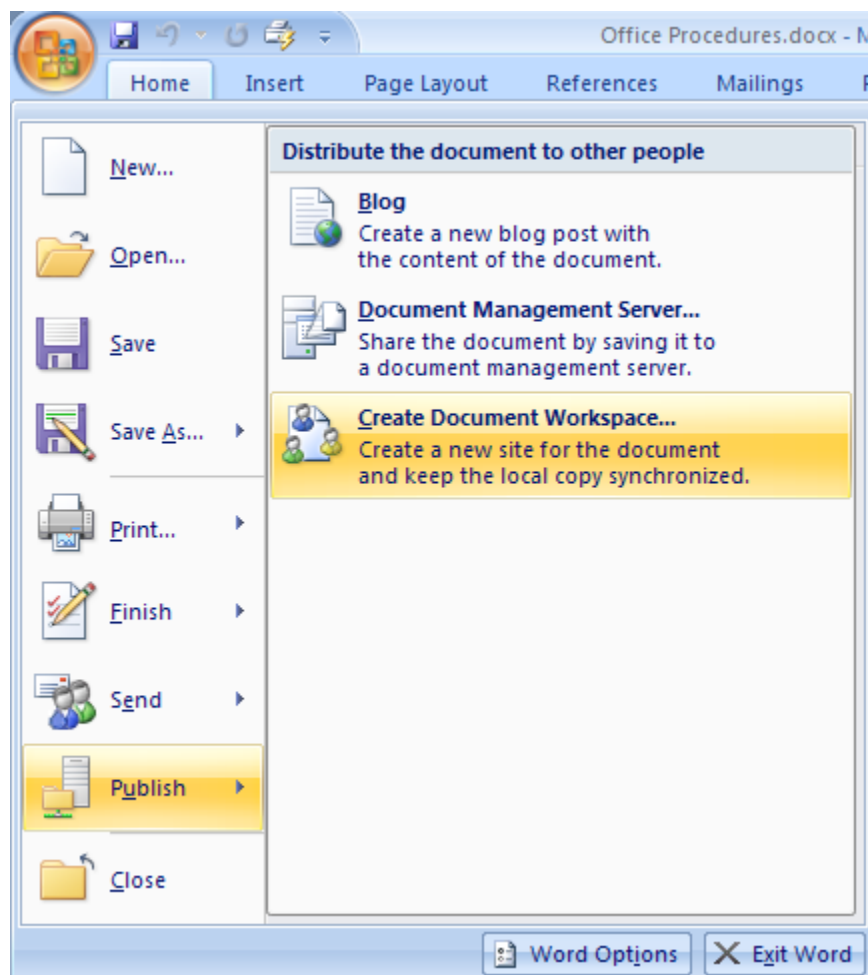 Office Procedures.docx - M
Home Insert Page Layout References Mailings
New...
Open...
Save
Save As...
Print...
Finish
Send
Publish
Close
Distribute the document to other people
Blog
Create a new blog post with
the content of the document.
Document Management Server...
Share the document by saving it to
a document management server.
Create Document Workspace...
Create a new site for the document
and keep the local copy synchronized.
Word Options Exit Word